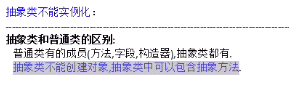 抽象类不能实例化：
抽象类和普通类的区别:
普通类有的成员(方法,字段,构造器),抽象类都有.
抽象类不能创建对象,抽象类中可以包含抽象方法.